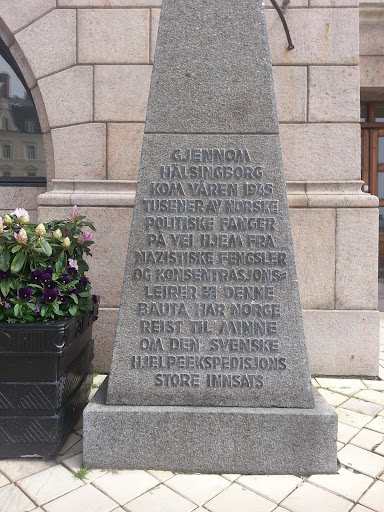 GJENNOM
HÄLSINGBORG
KOM VÅREN 1945
TUSENER AV NORSKE
POLITISKE FANGER
PÅ VEI HJEM FRA
NAZISTISKE FENGSLER
OG KONSENTRASJONS-
LEIRER DENNE
BAUTA HAR NORGE
REIST TIL MINNE
OM DEN SVENSKE
HJELPEEKSPEDISJONS
STORE INNSATS